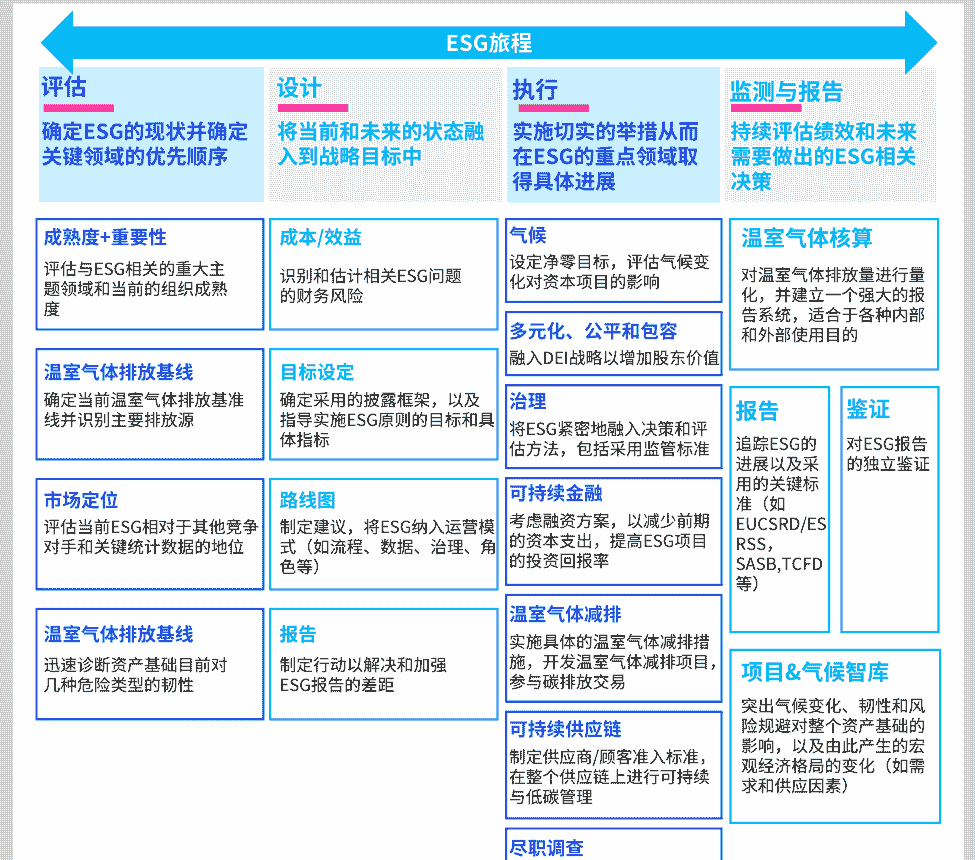 ESG旅程
评估
确定ESG的现状并确定
关键领域的优先顺序
设计
将当前和未来的状态融
入到战略目标中
执行
实施切实的举措从而
在ESG的重点领域取
得具体进展
监测与报告
持续评估绩效和未来
需要做出的ESG相关
决策
成熟度+重要性
评估与ESG相关的重大主
题领域和当前的组织成熟
度
温室气体排放基线
确定当前温室气体排放基准
线并识别主要排放源
市场定位
评估当前ESG相对于其他竞争
对手和关键统计数据的地位
温室气体排放基线
迅速诊断资产基础目前对
几种危险类型的韧性
成本/效益
识别和估计相关ESG问题
的财务风险
目标设定
确定采用的披露框架，以及
指导实施ESG原则的目标和具
体指标
路线图
制定建议，将ESG纳入运营模
式（如流程、数据、治理、角
色等）
报告
制定行动以解决和加强
ESG报告的差距
气候
设定净零目标，评估气候变
化对资本项目的影响
多元化、公平和包容
融入DEI战略以增加股东价值
治理
将ESG紧密地融入决策和评
估方法，包括采用监管标准
可持续金融
考虑融资方案，以减少前期
的资本支出，提高ESG项目
的投资回报率
温室气体减排
实施具体的温室气体减排措
施，开发温室气体减排项目，
参与碳排放交易
可持续供应链
制定供应商/顾客准入标准，
在整个供应链上进行可持续
与低碳管理
尽职调查
温室气体核算
对温室气体排放量进行量
化，并建立一个强大的报
告系统，适合于各种内部
和外部使用目的
报告
追踪ESG的
进展以及采
用的关键标
准（如
EUCSRD/ES
RSS，
SASB,TCFD
等）
鉴证
对ESG报告
的独立鉴证
项目&气候智库
突出气候变化、韧性和风
险规避对整个资产基础的
影响，以及由此产生的宏
观经济格局的变化（如需
求和供应因素）